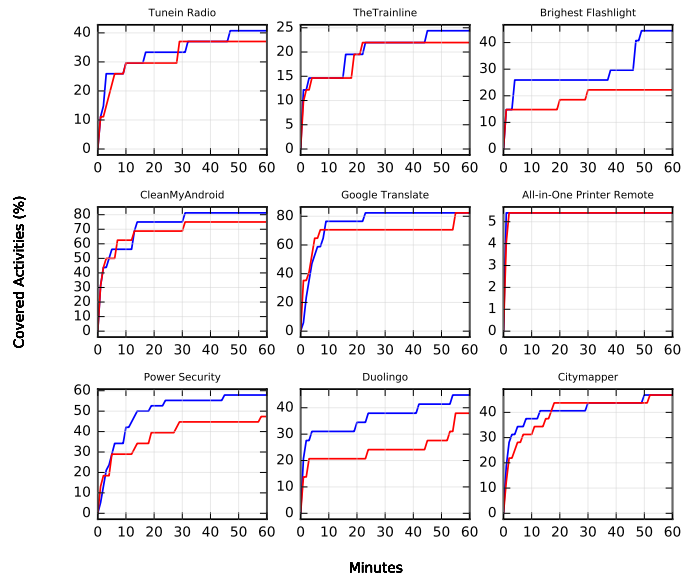 Tunein Radio
TheTrainline
Brighest Flashlight
40
30
20
10
0
0 10 20 30 40 50 60
25
20
15
10
5
0
0 10 20 30 40 50 60
40
30
20
10
0
0 10 20 30 40 50 60
Covered Activities (%)
CleanMyAndroid
Google Translate
All-in-One Printer Remote
80
70
60
50
40
30
20
10
0
0 10 20 30 40 50 60
80
60
40
20
0
0 10 20 30 40 50 60
5
4
3
2
1
0
0 10 20 30 40 50 60
Power Security
Duolingo
Citymapper
60
50
40
30
20
10
0
0 10 20 30 40 50 60
40
30
20
10
0
0 10 20 30 40 50 60
50
40
30
20
10
0
0 10 20 30 40 50 60
Minutes